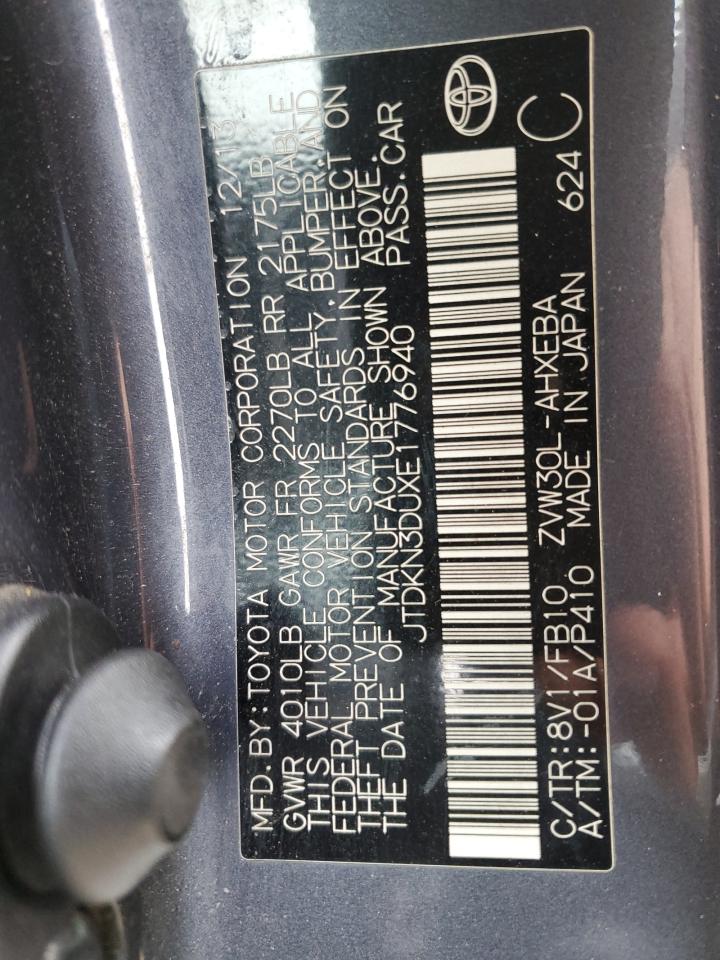 MFD.BY:TOYOTA MOTOR CORPORATION 12/13
GVWR 4010LB GAWR FR 2270LB RR 2175LB
THIS VEHICLE CONFORMS TO ALL APPLICABLE
FEDERAL MOTOR VEHICLE SAFETY,BUMPER,AND
THEFT PREVENTION STANDARDS IN EFFECT ON
THE DATE OF MANUFACTURE SHOWN ABOVE.
JTDKN3DUXE1776940 PASS.CAR
C/TR:8V1/FB10 ZVW30L-AHXEBA 624 C
A/TM:-01A/P410 MADE IN JAPAN